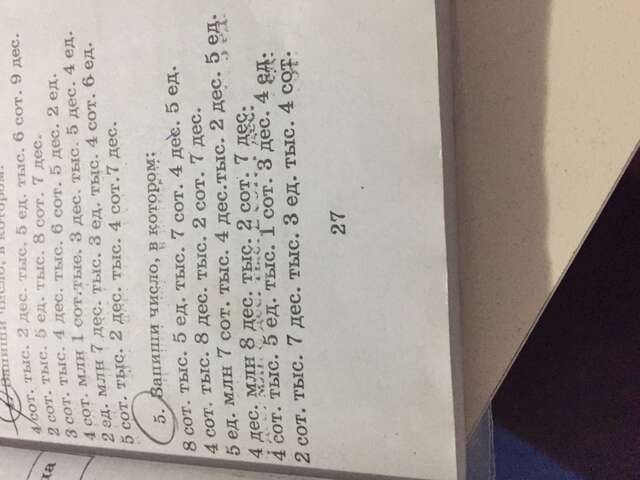 Запиши число, в котором:
4 сот. тыс. 2 дес. тыс. 5 ед. тыс. 6 сот. 9 дес.
2 сот. тыс. 5 ед. тыс. 8 сот. 7 дес.
3 сот. тыс. 4 дес. тыс. 6 сот. 5 дес. 2 ед.
4 сот. млн 1 сот.тыс. 3 дес. тыс. 5 дес. 4 ед.
2 ед. млн 7 дес. тыс. 3 ед. тыс. 4 сот. 6 ед.
5 сот. тыс. 2 дес. тыс. 4 сот.7 дес.
5. Запиши число, в котором:
8 сот. тыс. 5 ед. тыс. 7 сот. 4 дес. 5 ед.
4 сот. тыс. 8 дес. тыс. 2 сот. 7 дес.
5 ед. млн 7 сот. тыс. 4 дес.тыс. 2 дес. 5 ед.
4 дес. млн 8 дес. тыс. 2 сот. 7 дес.
4 сот. тыс. 5 ед. тыс. 1 сот. 3 дес. 4 ед.
2 сот. тыс. 7 дес. тыс. 3 ед. тыс. 4 сот.
27